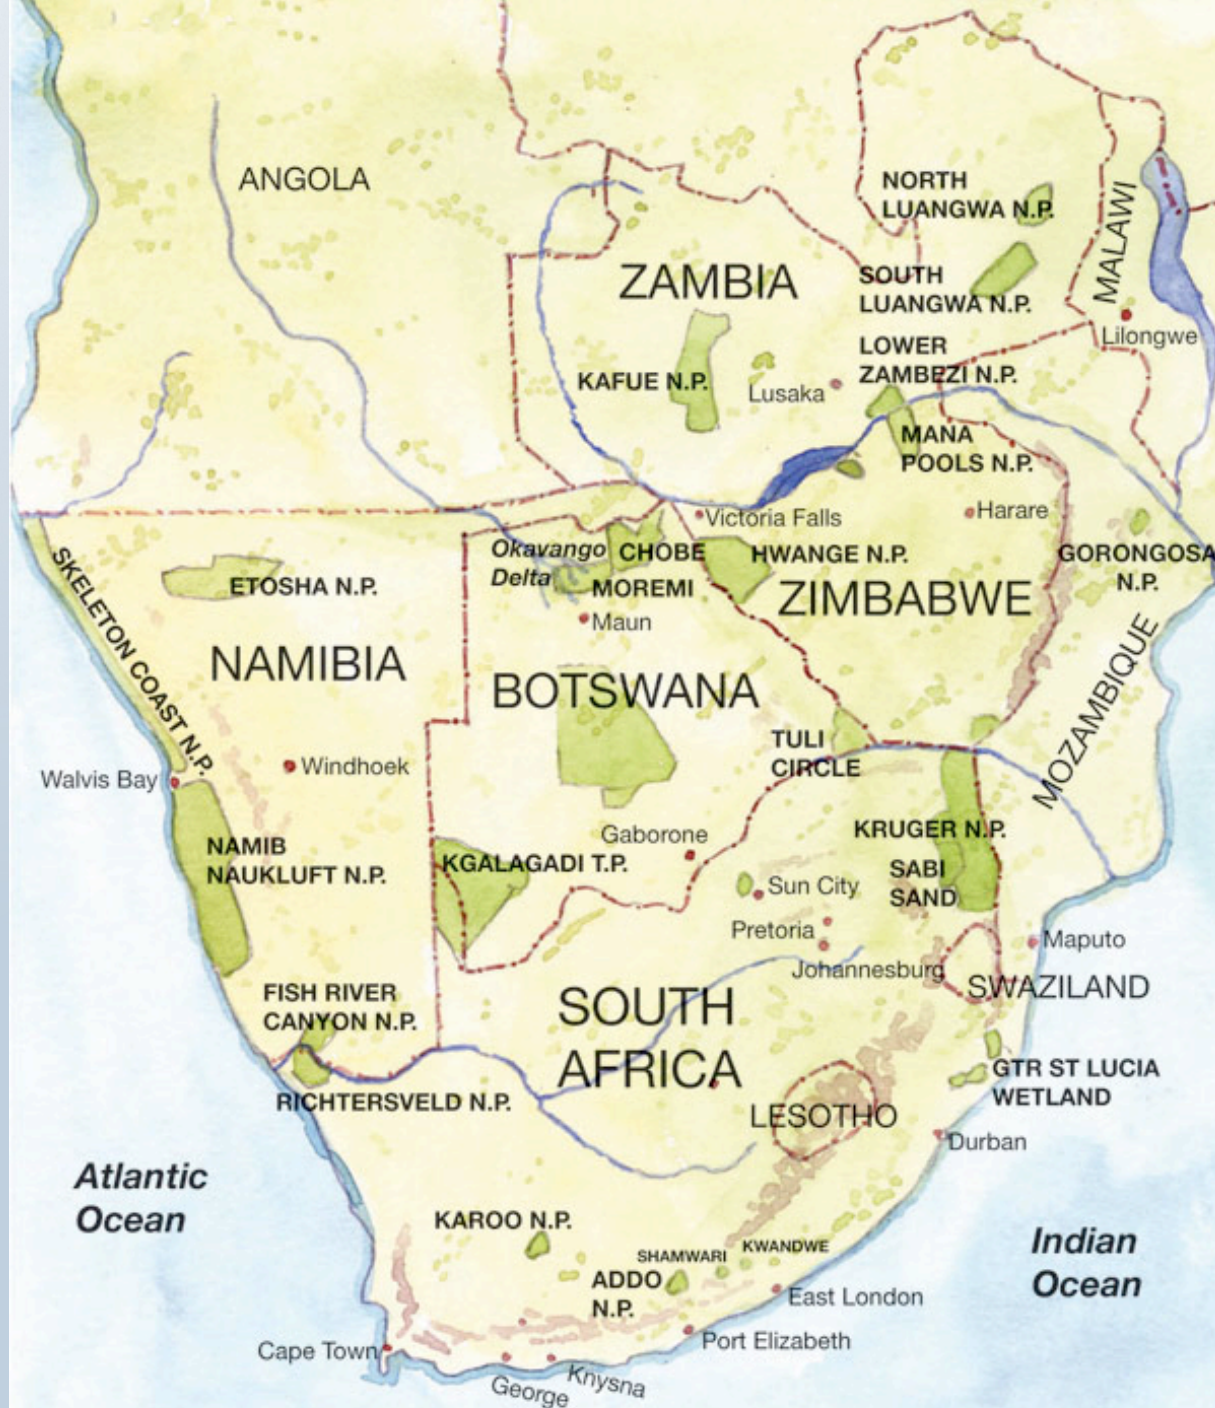 ANGOLA
NORTH
LUANGWA N.P.
MALAWI
ZAMBIA
SOUTH
LUANGWA N.P.
Lilongwe
LOWER
ZAMBEZI N.P.
KAFUE N.P.
Lusaka
MANA
POOLS N.P.
Victoria Falls
Harare
Okavango
Delta
CHOBE
HWANGE N.P.
GORONGOSA
N.P.
SKELETON COAST N.P.
ETOSHA N.P.
MOREMI
ZIMBABWE
Maun
NAMIBIA
BOTSWANA
MOZAMBIQUE
TULI
CIRCLE
Walvis Bay
Windhoek
Gaborone
KRUGER N.P.
NAMIB
NAUKLUFT N.P.
KGALAGADI T.P.
SABI
SAND
Sun City
Pretoria
Maputo
Johannesburg
SWAZILAND
FISH RIVER
CANYON N.P.
SOUTH
AFRICA
GTR ST LUCIA
WETLAND
RICHTERSVELD N.P.
LESOTHO
Durban
Atlantic
Ocean
KAROO N.P.
SHAMWARI
KWANDWE
Indian
Ocean
ADDO
N.P.
East London
Cape Town
Port Elizabeth
George
Knysna